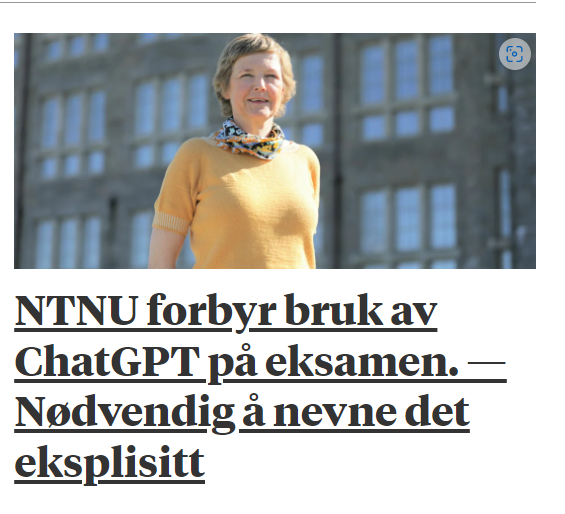 NTNU forbyr bruk av
ChatGPT på eksamen. —
Nødvendig å nevne det
eksplisitt